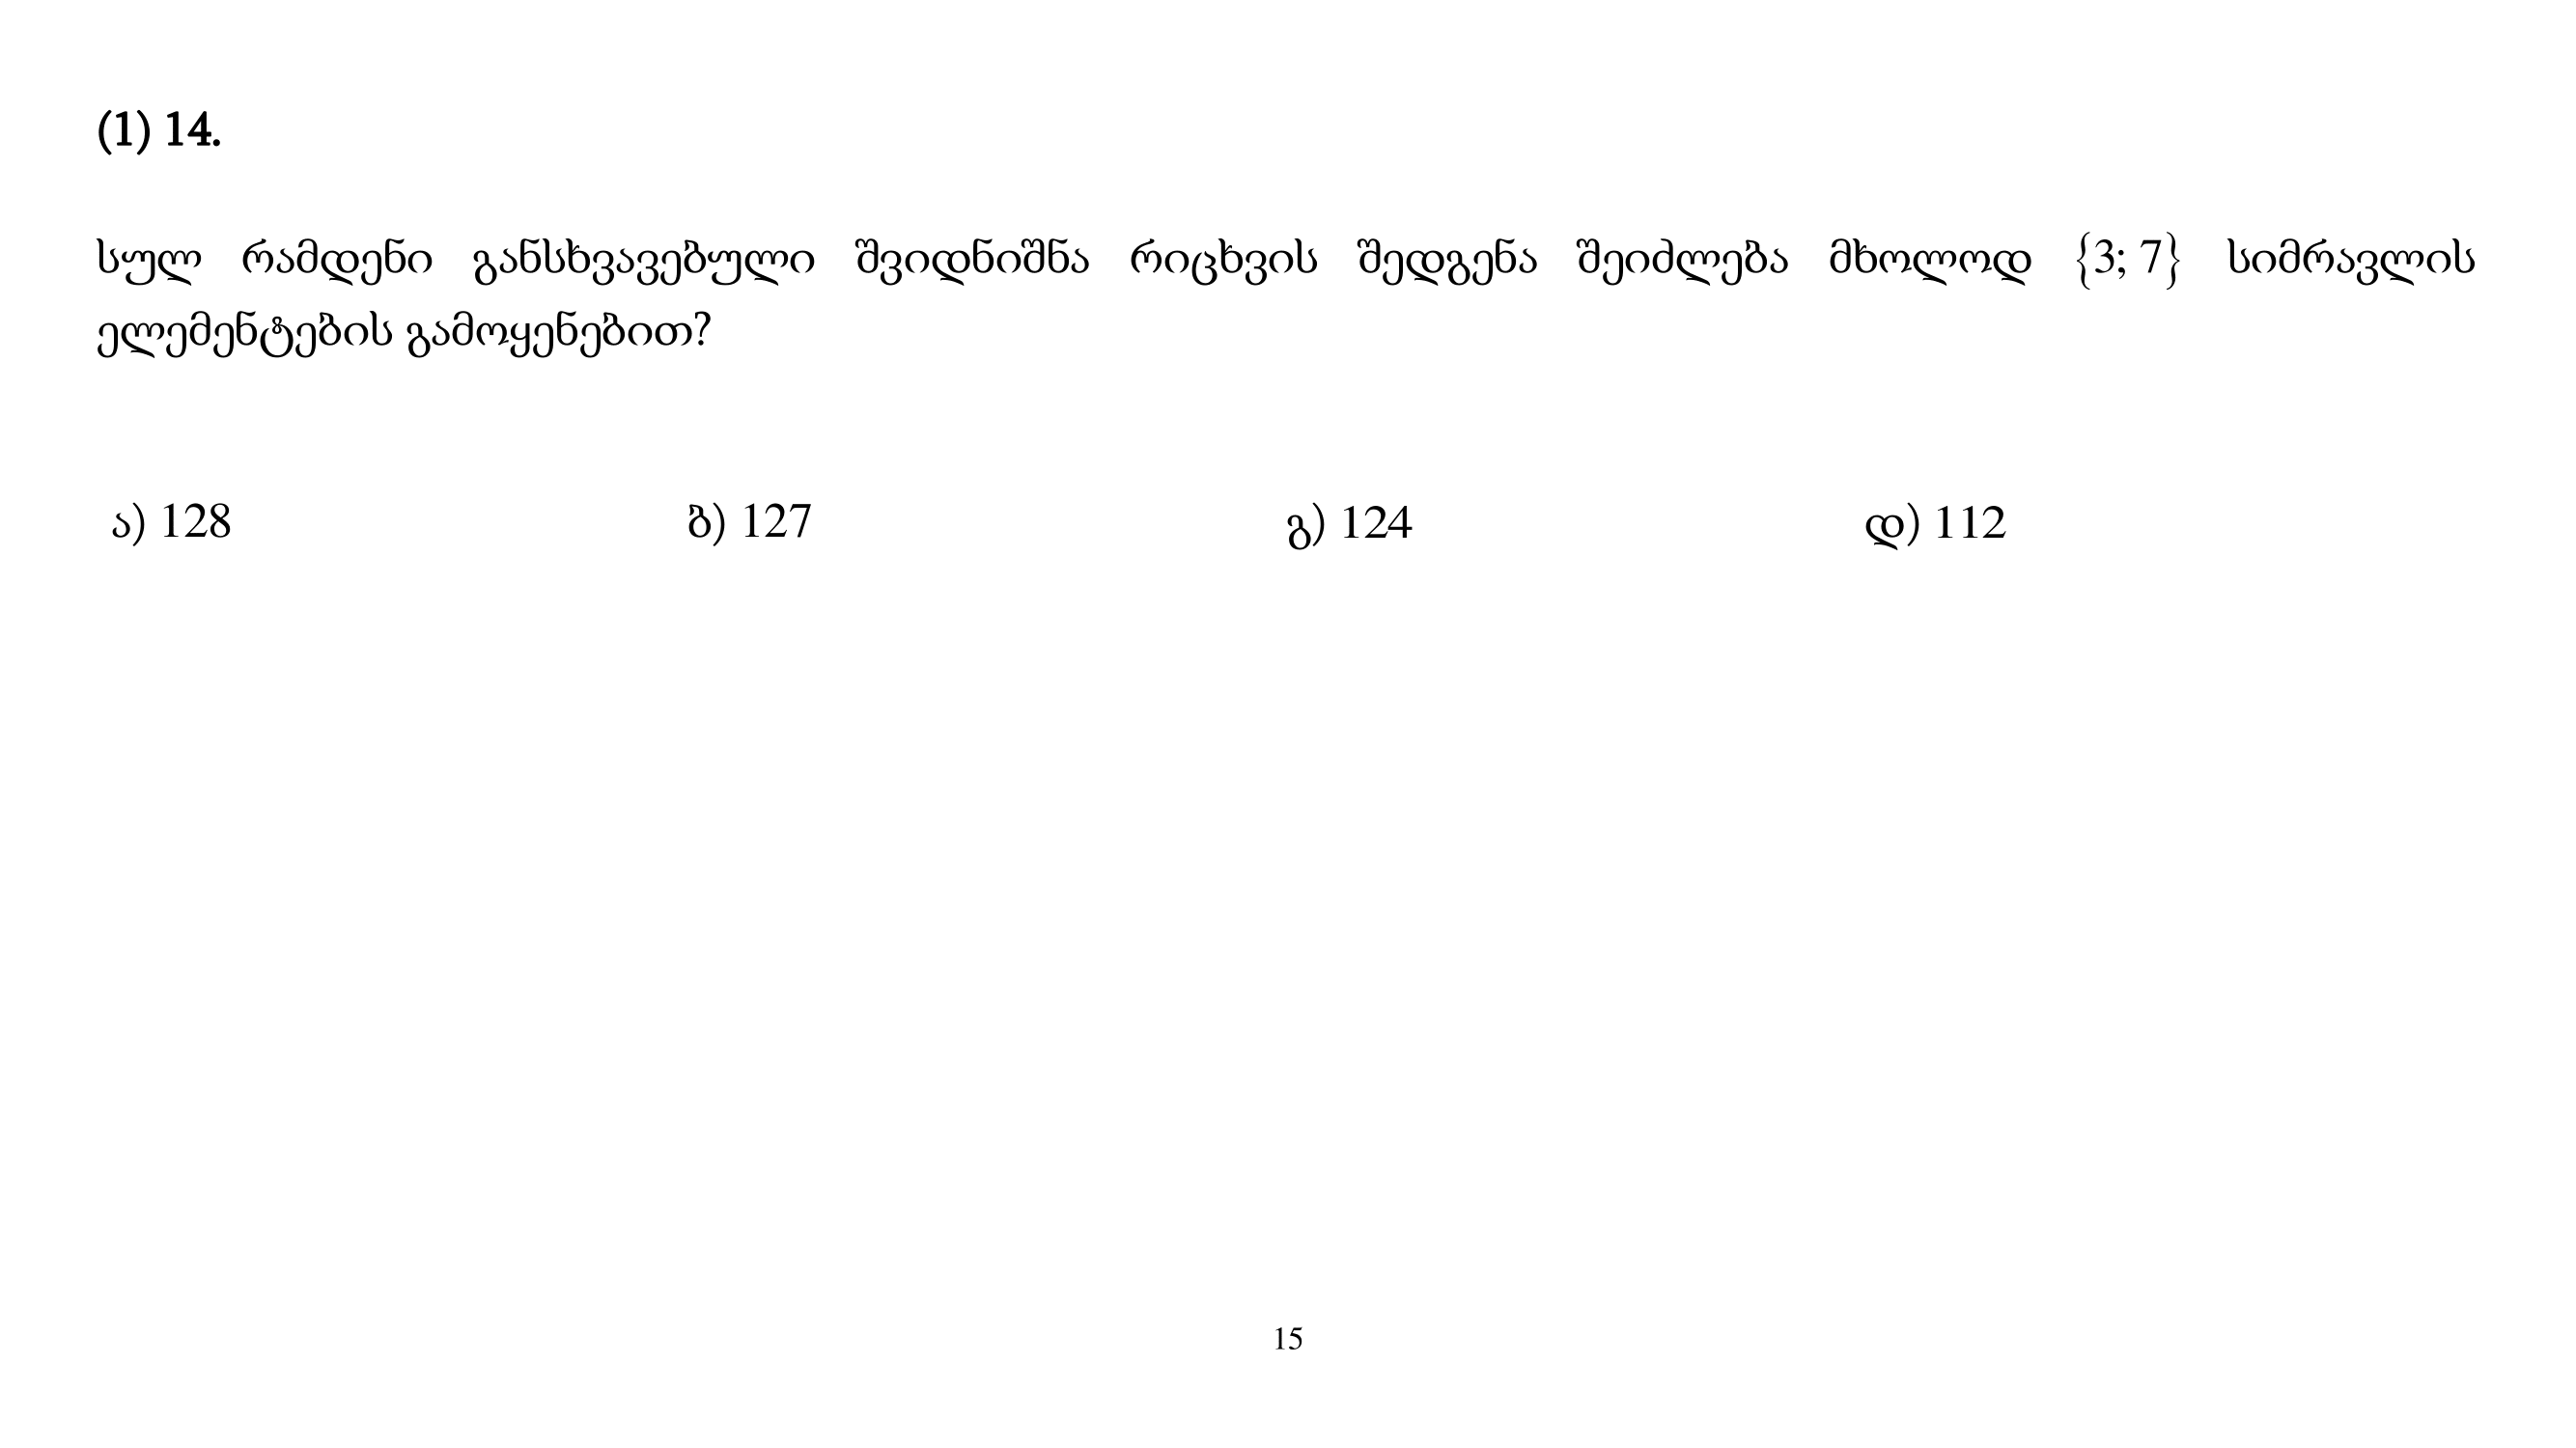 (1) 14.
სულ რამდენი განსხვავებული შვიდნიშნა რიცხვის შედგენა შეიძლება მხოლოდ {3; 7} სიმრავლის
ელემენტების გამოყენებით?
ა) 128 ბ) 127 გ) 124 დ) 112
15